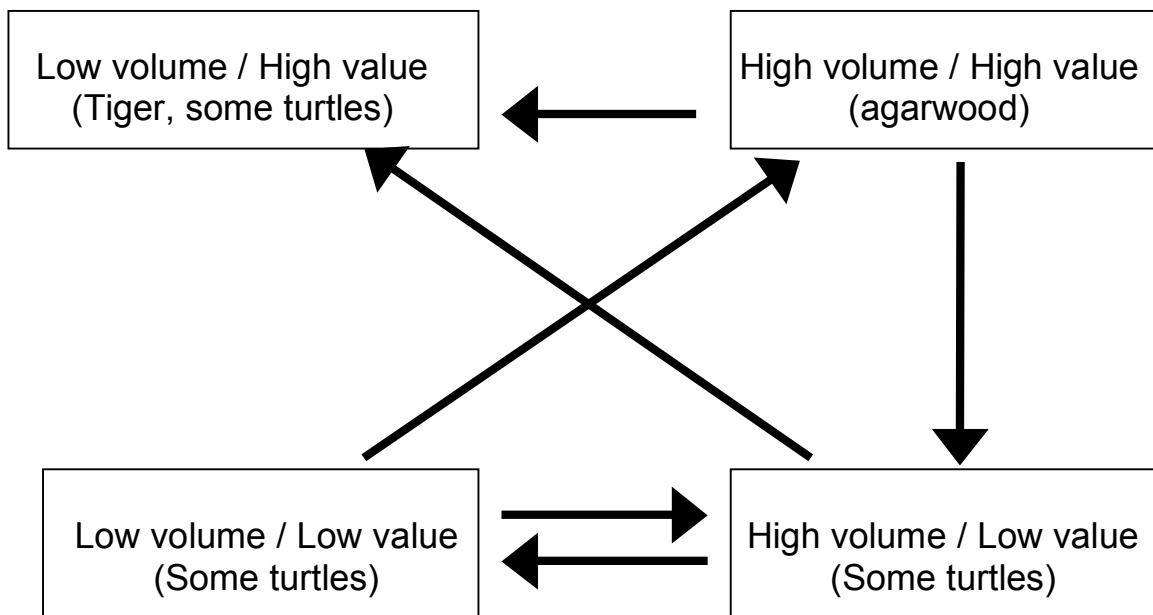 Low volume / High value
(Tiger, some turtles)
High volume / High value
(agarwood)
Low volume / Low value
(Some turtles)
High volume / Low value
(Some turtles)